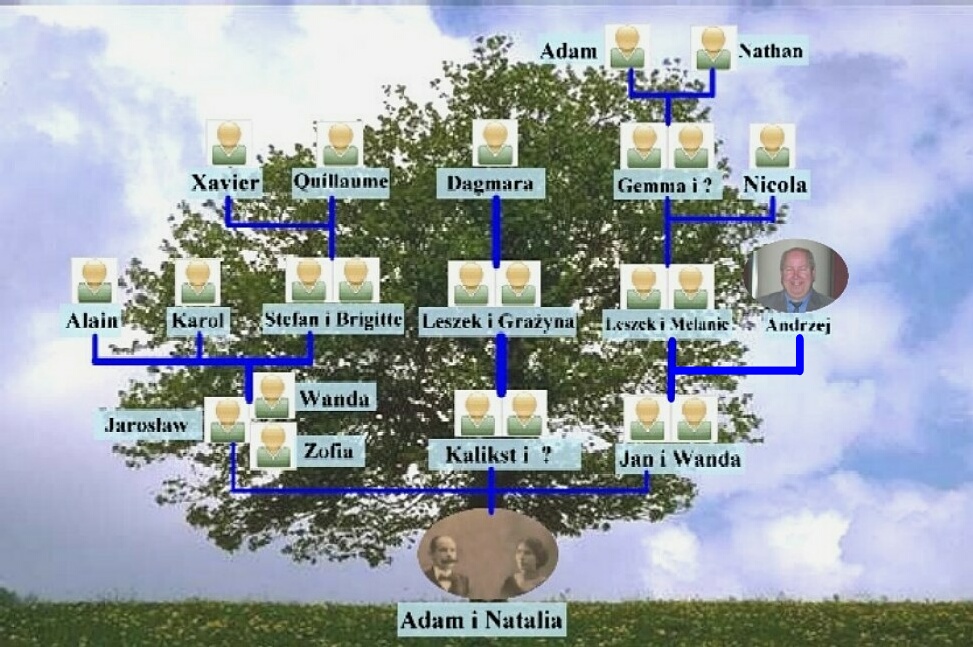 Adam
Nathan
Xavier
Quillaume
Dagmara
Gemma i ?
Nicola
Alain
Karol
Stefan i Brigitte
Leszek i Grażyna
Leszek i Melanie
Andrzej
Wanda
Jarosław
Zofia
Kalikst i ?
Jan i Wanda
Adam i Natalia